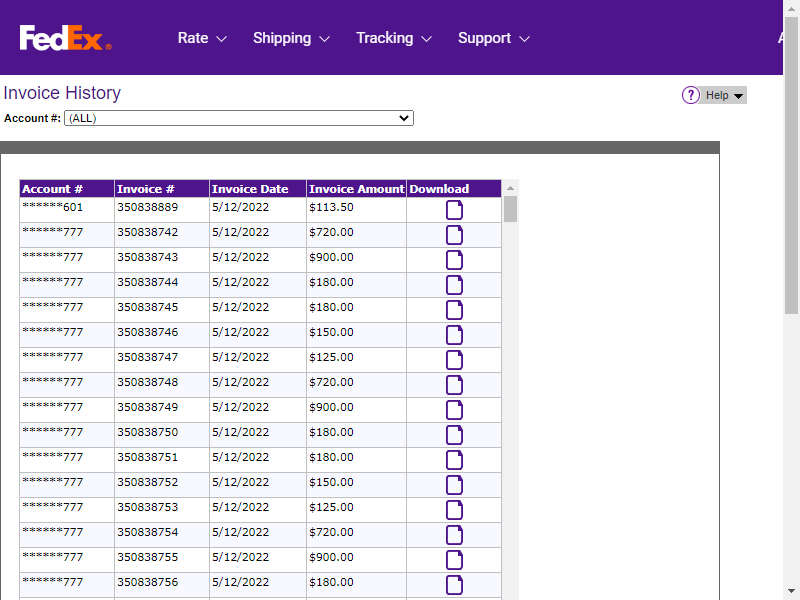 FedEx®
Rate Shipping Tracking Support
Invoice History
? Help
Account #: (ALL)
Account # Invoice # Invoice Date Invoice Amount Download
******601 350838889 5/12/2022 $113.50
******777 350838742 5/12/2022 $720.00
******777 350838743 5/12/2022 $900.00
******777 350838744 5/12/2022 $180.00
******777 350838745 5/12/2022 $180.00
******777 350838746 5/12/2022 $150.00
******777 350838747 5/12/2022 $125.00
******777 350838748 5/12/2022 $720.00
******777 350838749 5/12/2022 $900.00
******777 350838750 5/12/2022 $180.00
******777 350838751 5/12/2022 $180.00
******777 350838752 5/12/2022 $150.00
******777 350838753 5/12/2022 $125.00
******777 350838754 5/12/2022 $720.00
******777 350838755 5/12/2022 $900.00
******777 350838756 5/12/2022 $180.00